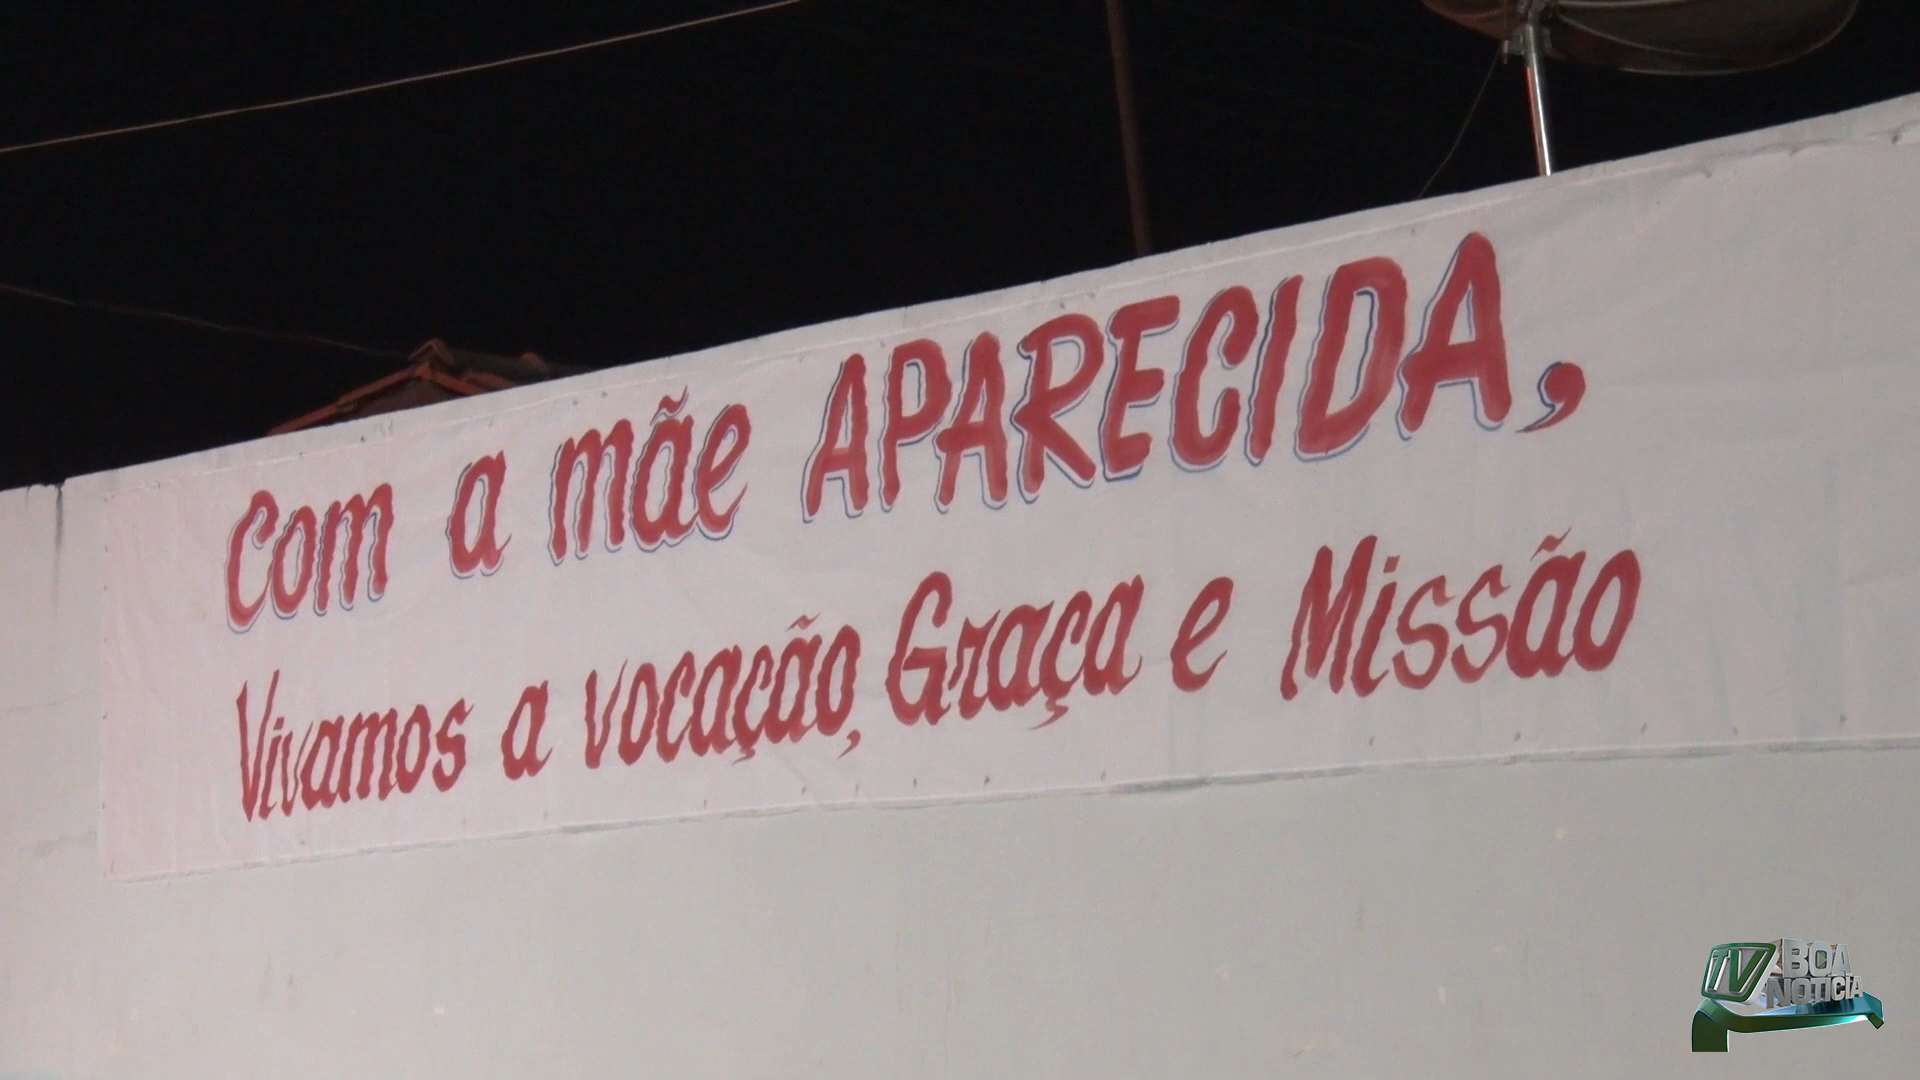 Com a mãe APARECIDA,
Vivamos a vocação, Graça e Missão
TV BOA
NOTÍCIA